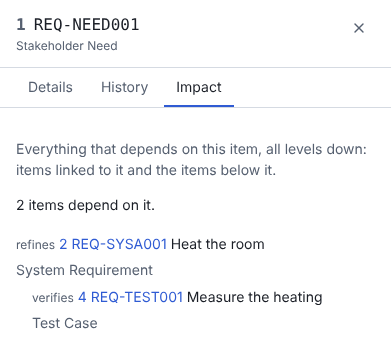 1 REQ-NEED001
Stakeholder Need
Details History Impact
Everything that depends on this item, all levels down:
items linked to it and the items below it.
2 items depend on it.
refines 2 REQ-SYSA001 Heat the room
System Requirement
verifies 4 REQ-TEST001 Measure the heating
Test Case